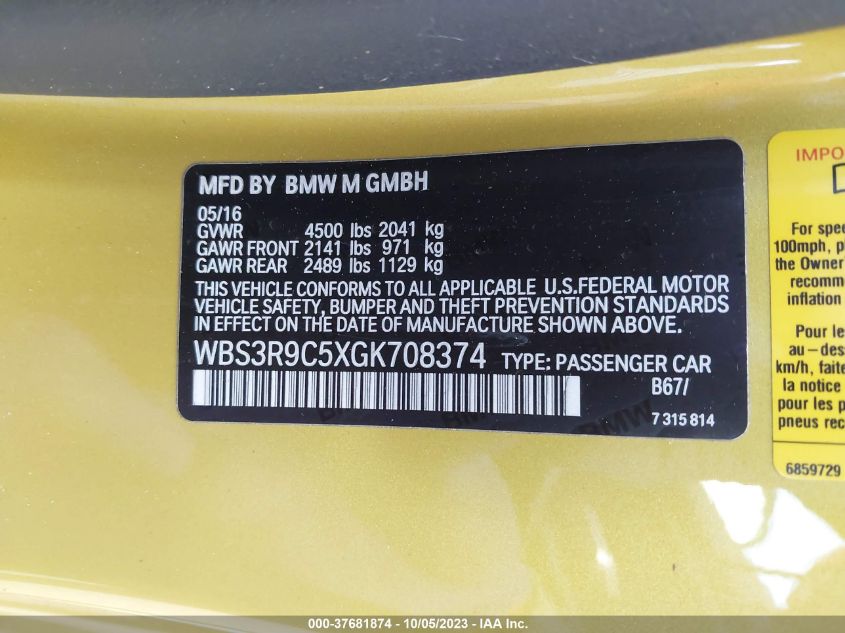 MFD BY BMW M GMBH
05/16
GVWR 4500 lbs 2041 kg
GAWR FRONT 2141 lbs 971 kg
GAWR REAR 2489 lbs 1129 kg
THIS VEHICLE CONFORMS TO ALL APPLICABLE U.S.FEDERAL MOTOR
VEHICLE SAFETY, BUMPER AND THEFT PREVENTION STANDARDS
IN EFFECT ON THE DATE OF MANUFACTURE SHOWN ABOVE.
WBS3R9C5XGK708374 TYPE: PASSENGER CAR
B67/
7 315 814
BMW
IMPO
For spee
100mph, pl
the Owner
recomm
inflation
Pour le
au-des
km/h, faite
la notice
pour les p
pneus rec
6859729
000-37681874 / 10/05/2023 - IAA Inc.